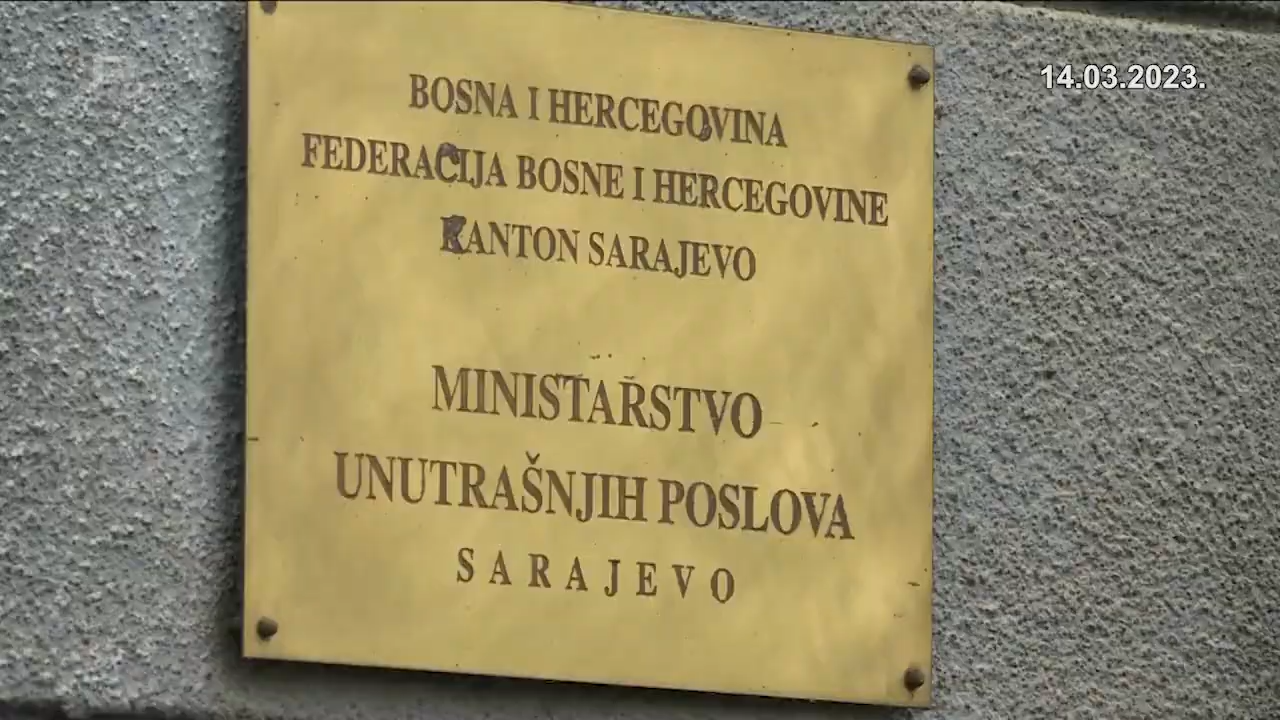 14.03.2023.
BOSNA I HERCEGOVINA
FEDERACIJA BOSNE I HERCEGOVINE
KANTON SARAJEVO
MINISTARSTVO
UNUTRAŠNJIH POSLOVA
SARAJEVO